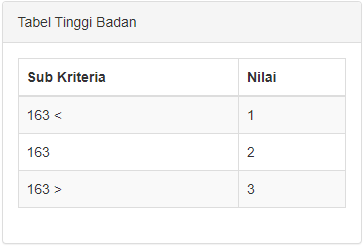 Tabel Tinggi Badan
Sub Kriteria Nilai
163 < 1
163 2
163 > 3